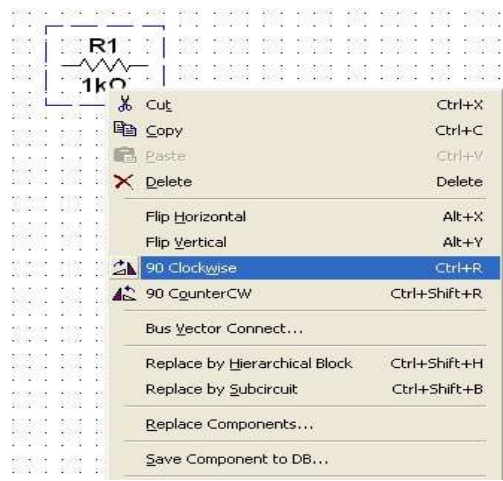 R1
1kΩ
Cut Ctrl+X
Copy Ctrl+C
Paste Ctrl+V
Delete Delete
Flip Horizontal Alt+X
Flip Vertical Alt+Y
90 Clockwise Ctrl+R
90 CounterCW Ctrl+Shift+R
Bus Vector Connect...
Replace by Hierarchical Block Ctrl+Shift+H
Replace by Subcircuit Ctrl+Shift+B
Replace Components...
Save Component to DB...